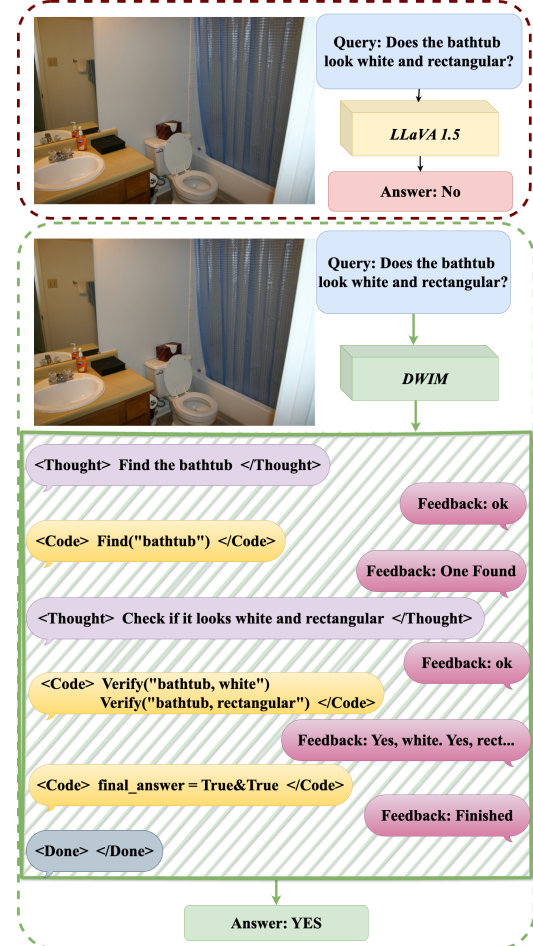 Query: Does the bathtub
look white and rectangular?
LLaVA 1.5
Answer: No
Query: Does the bathtub
look white and rectangular?
DWIM
<Thought> Find the bathtub </Thought>
Feedback: ok
<Code> Find("bathtub") </Code>
Feedback: One Found
<Thought> Check if it looks white and rectangular </Thought>
Feedback: ok
<Code> Verify("bathtub, white")
Verify("bathtub, rectangular") </Code>
Feedback: Yes, white. Yes, rect...
<Code> final_answer = True&True </Code>
Feedback: Finished
<Done> </Done>
Answer: YES